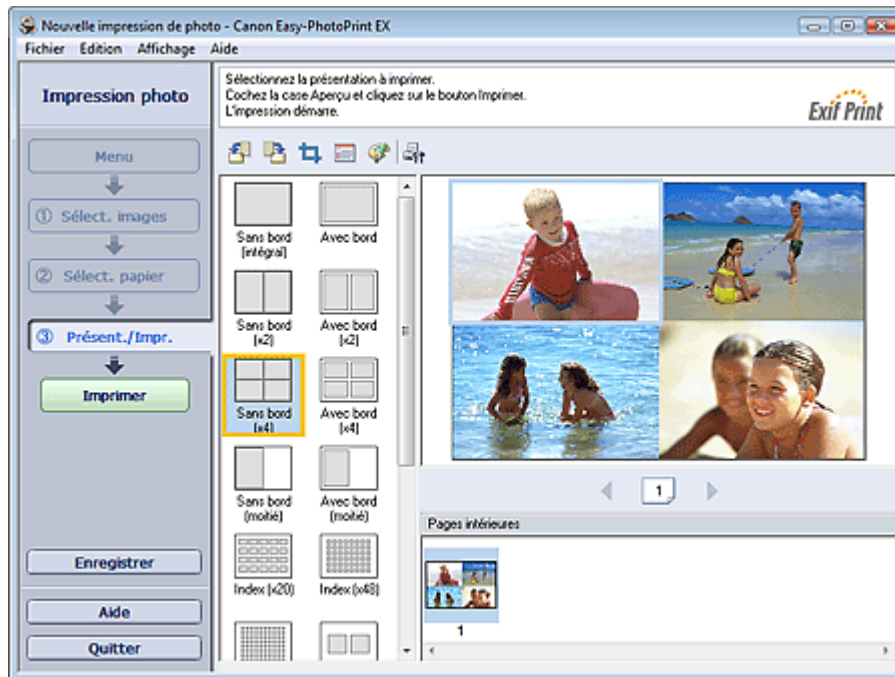 Nouvelle impression de photo - Canon Easy-PhotoPrint EX
Fichier Edition Affichage Aide
Impression photo
Sélectionnez la présentation à imprimer.
Cochez la case Aperçu et cliquez sur le bouton Imprimer.
L'impression démarre.
Exif Print
Menu
① Sélect. images
② Sélect. papier
③ Présent./Impr.
Imprimer
Enregistrer
Aide
Quitter
Sans bord
(intégral)
Avec bord
Sans bord
(x2)
Avec bord
(x2)
Sans bord
(x4)
Avec bord
(x4)
Sans bord
(moitié)
Avec bord
(moitié)
Index (x20)
Index (x48)
1
Pages intérieures
1